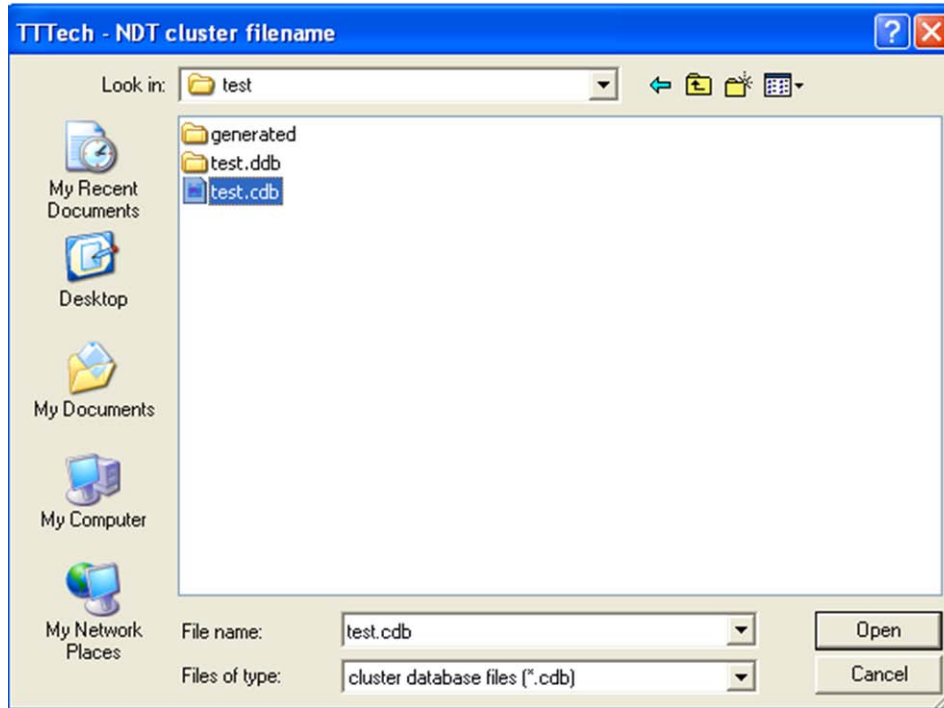 TTTech - NDT cluster filename
Look in: test
generated
test.ddb
test.cdb
My Recent
Documents
Desktop
My Documents
My Computer
My Network
Places
File name: test.cdb Open
Files of type: cluster database files (*.cdb) Cancel